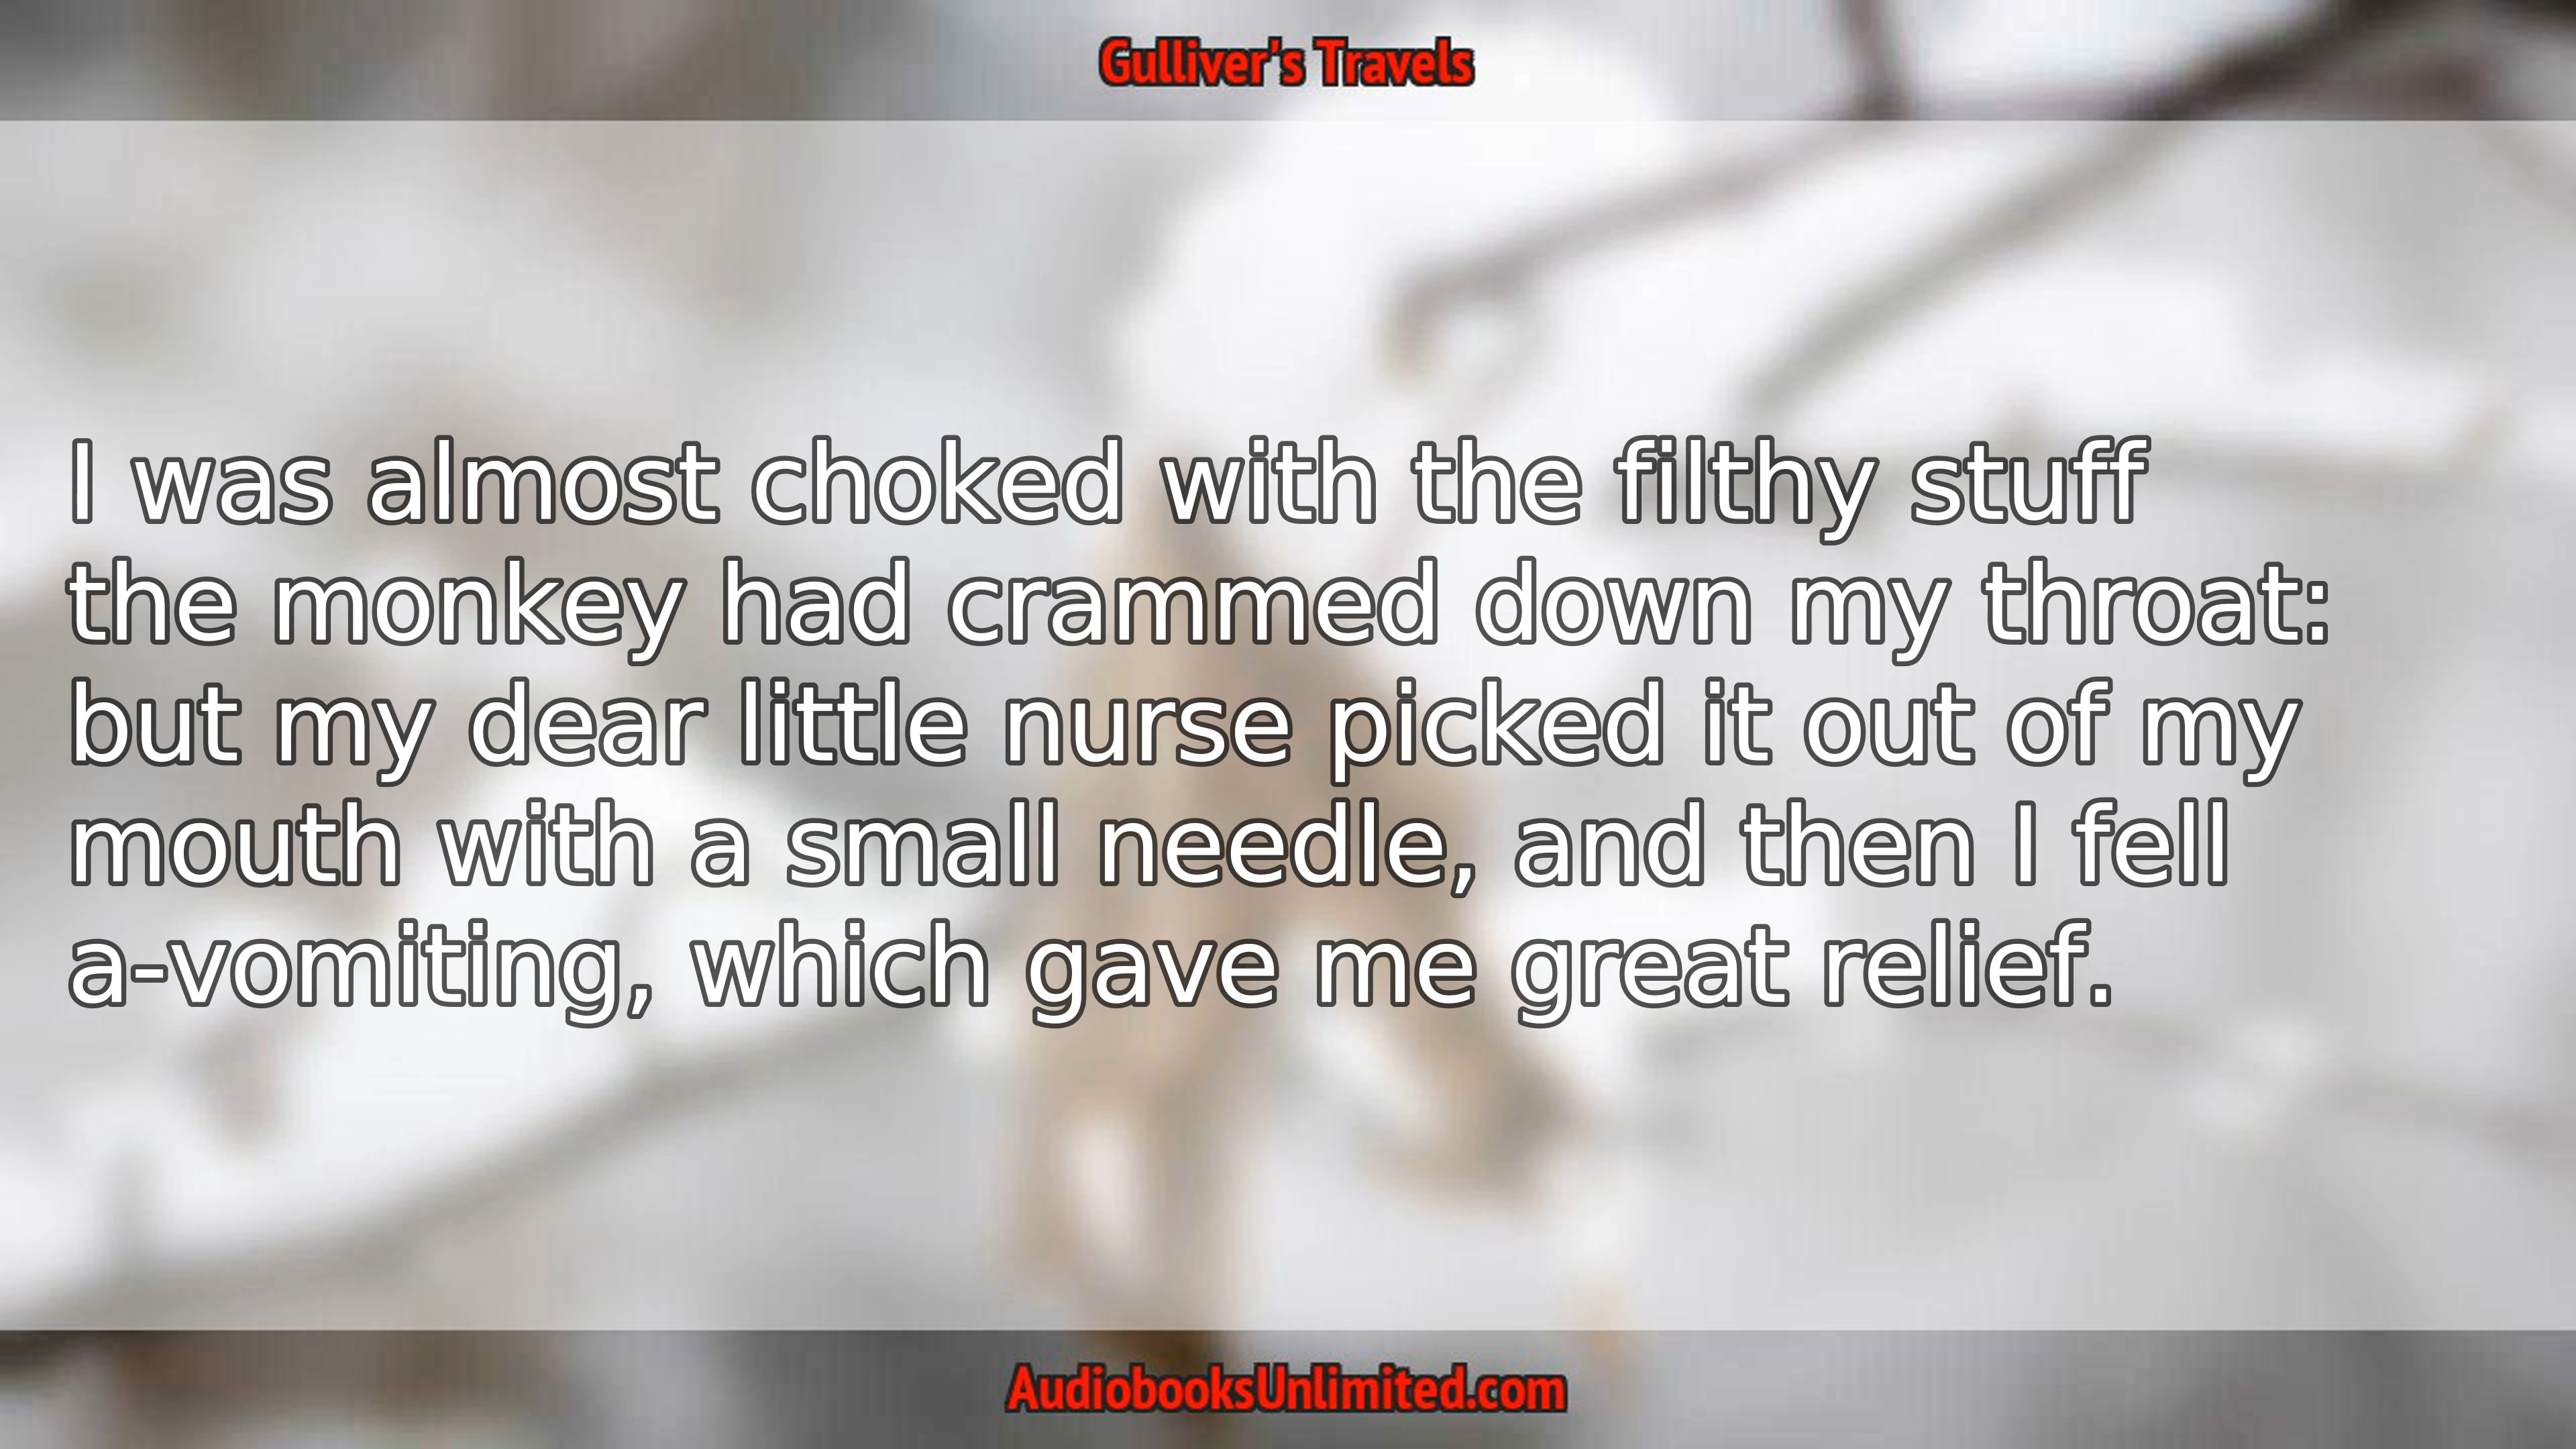 Gulliver's Travels
I was almost choked with the filthy stuff
the monkey had crammed down my throat:
but my dear little nurse picked it out of my
mouth with a small needle, and then I fell
a-vomiting, which gave me great relief.
AudiobooksUnlimited.com